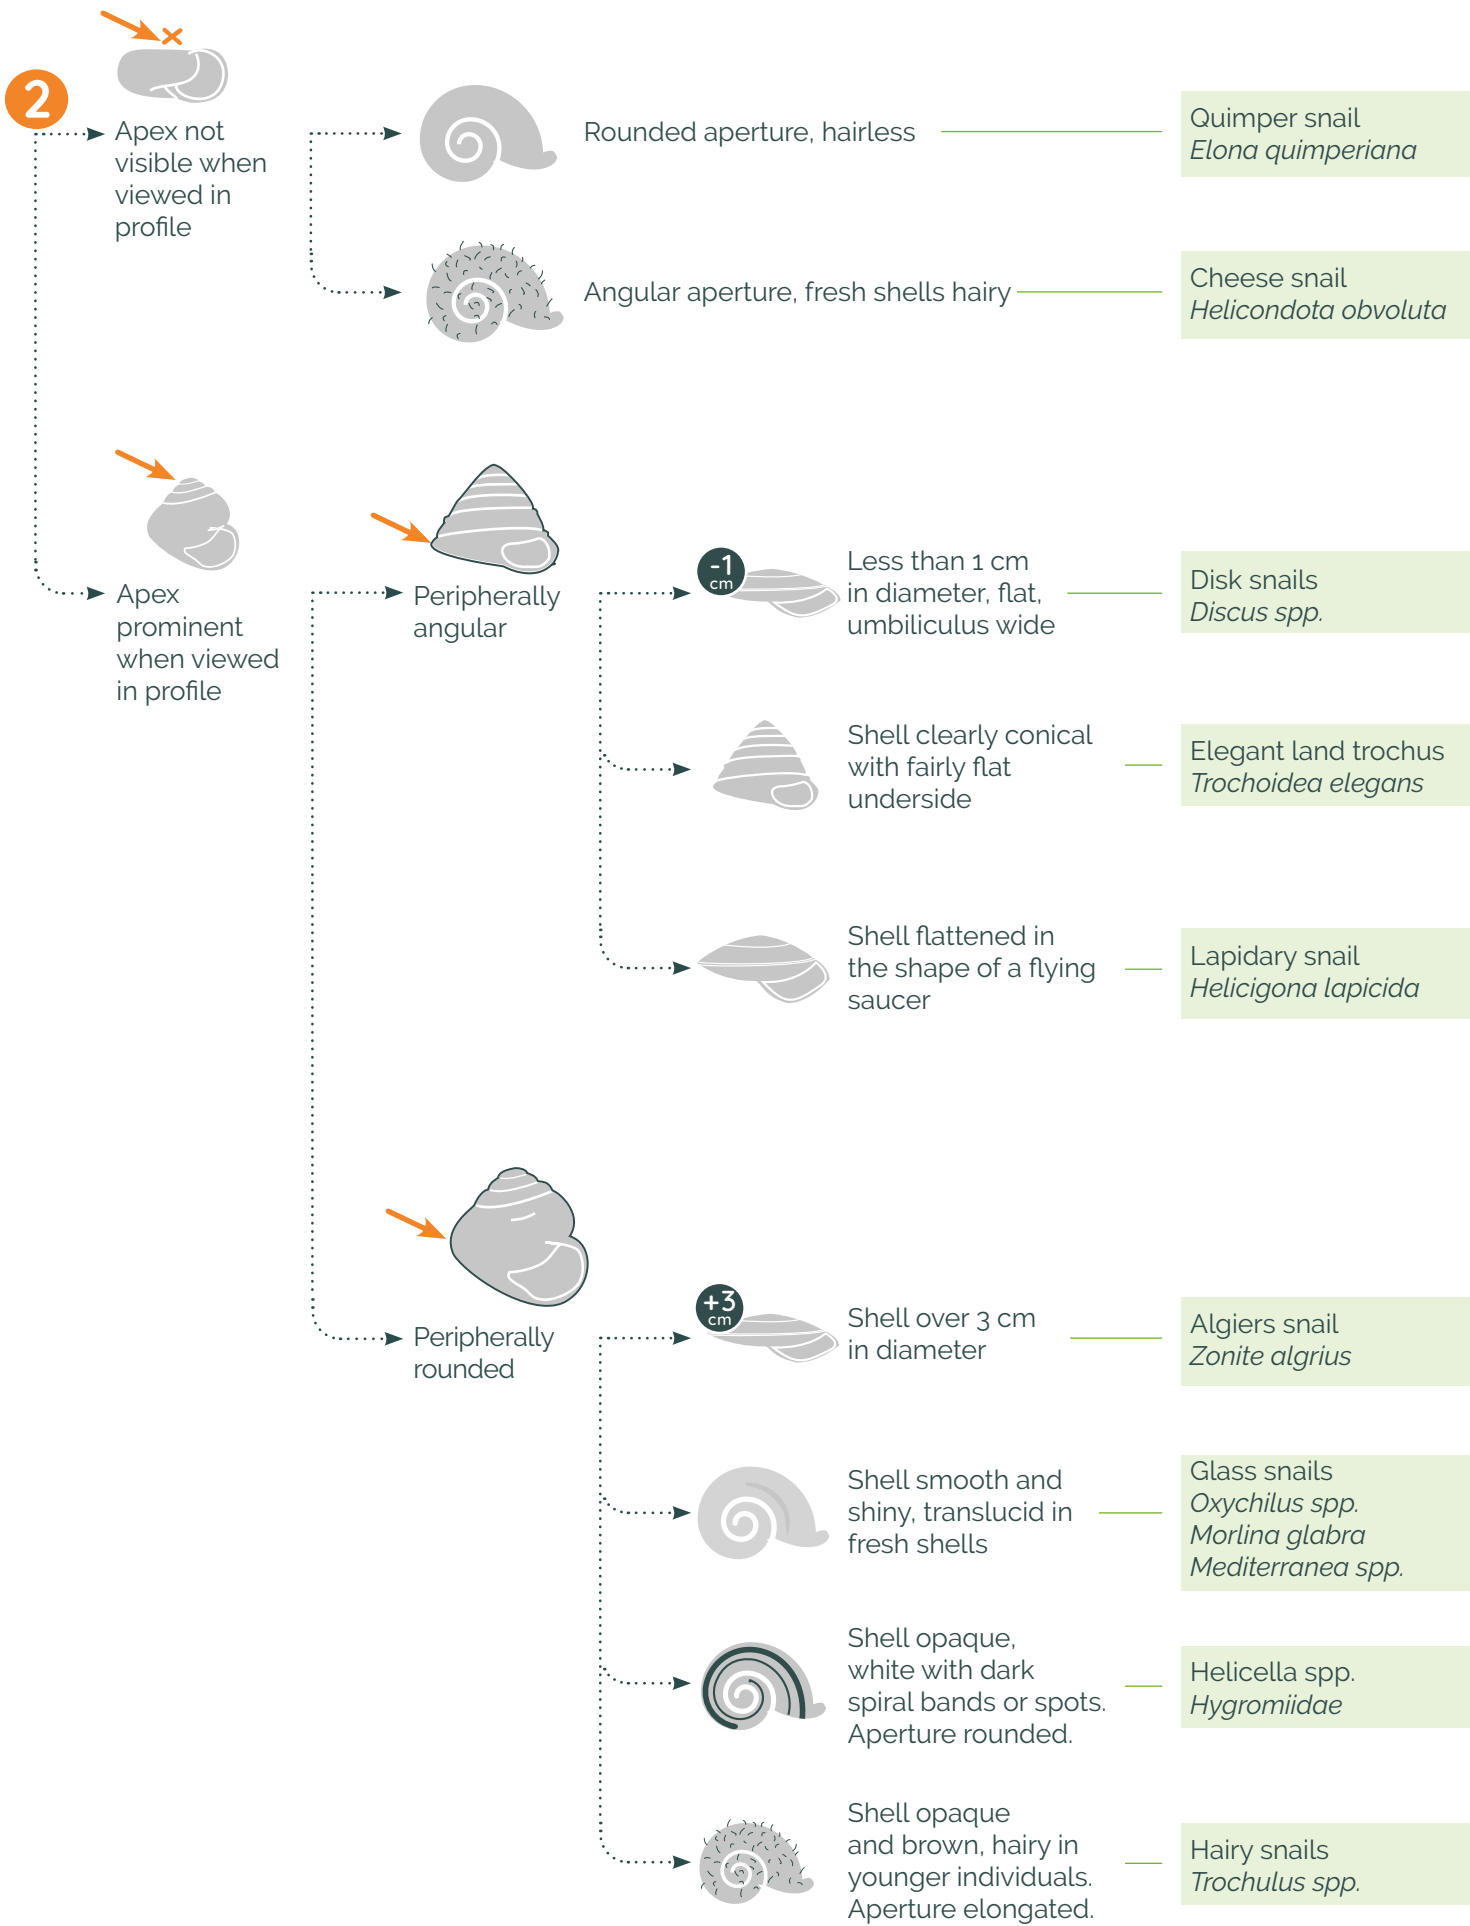 2
Apex not
visible when
viewed in
profile
Rounded aperture, hairless
Quimper snail
Elona quimperiana
Angular aperture, fresh shells hairy
Cheese snail
Helicondota obvoluta
Apex
prominent
when viewed
in profile
Peripherally
angular
-1
cm
Less than 1 cm
in diameter, flat,
umbiliculus wide
Disk snails
Discus spp.
Shell clearly conical
with fairly flat
underside
Elegant land trochus
Trochoidea elegans
Shell flattened in
the shape of a flying
saucer
Lapidary snail
Helicigona lapicida
Peripherally
rounded
+3
cm
Shell over 3 cm
in diameter
Algiers snail
Zonite algrius
Shell smooth and
shiny, translucid in
fresh shells
Glass snails
Oxychilus spp.
Morlina glabra
Mediterranea spp.
Shell opaque,
white with dark
spiral bands or spots.
Aperture rounded.
Helicella spp.
Hygromiidae
Shell opaque
and brown, hairy in
younger individuals.
Aperture elongated.
Hairy snails
Trochulus spp.